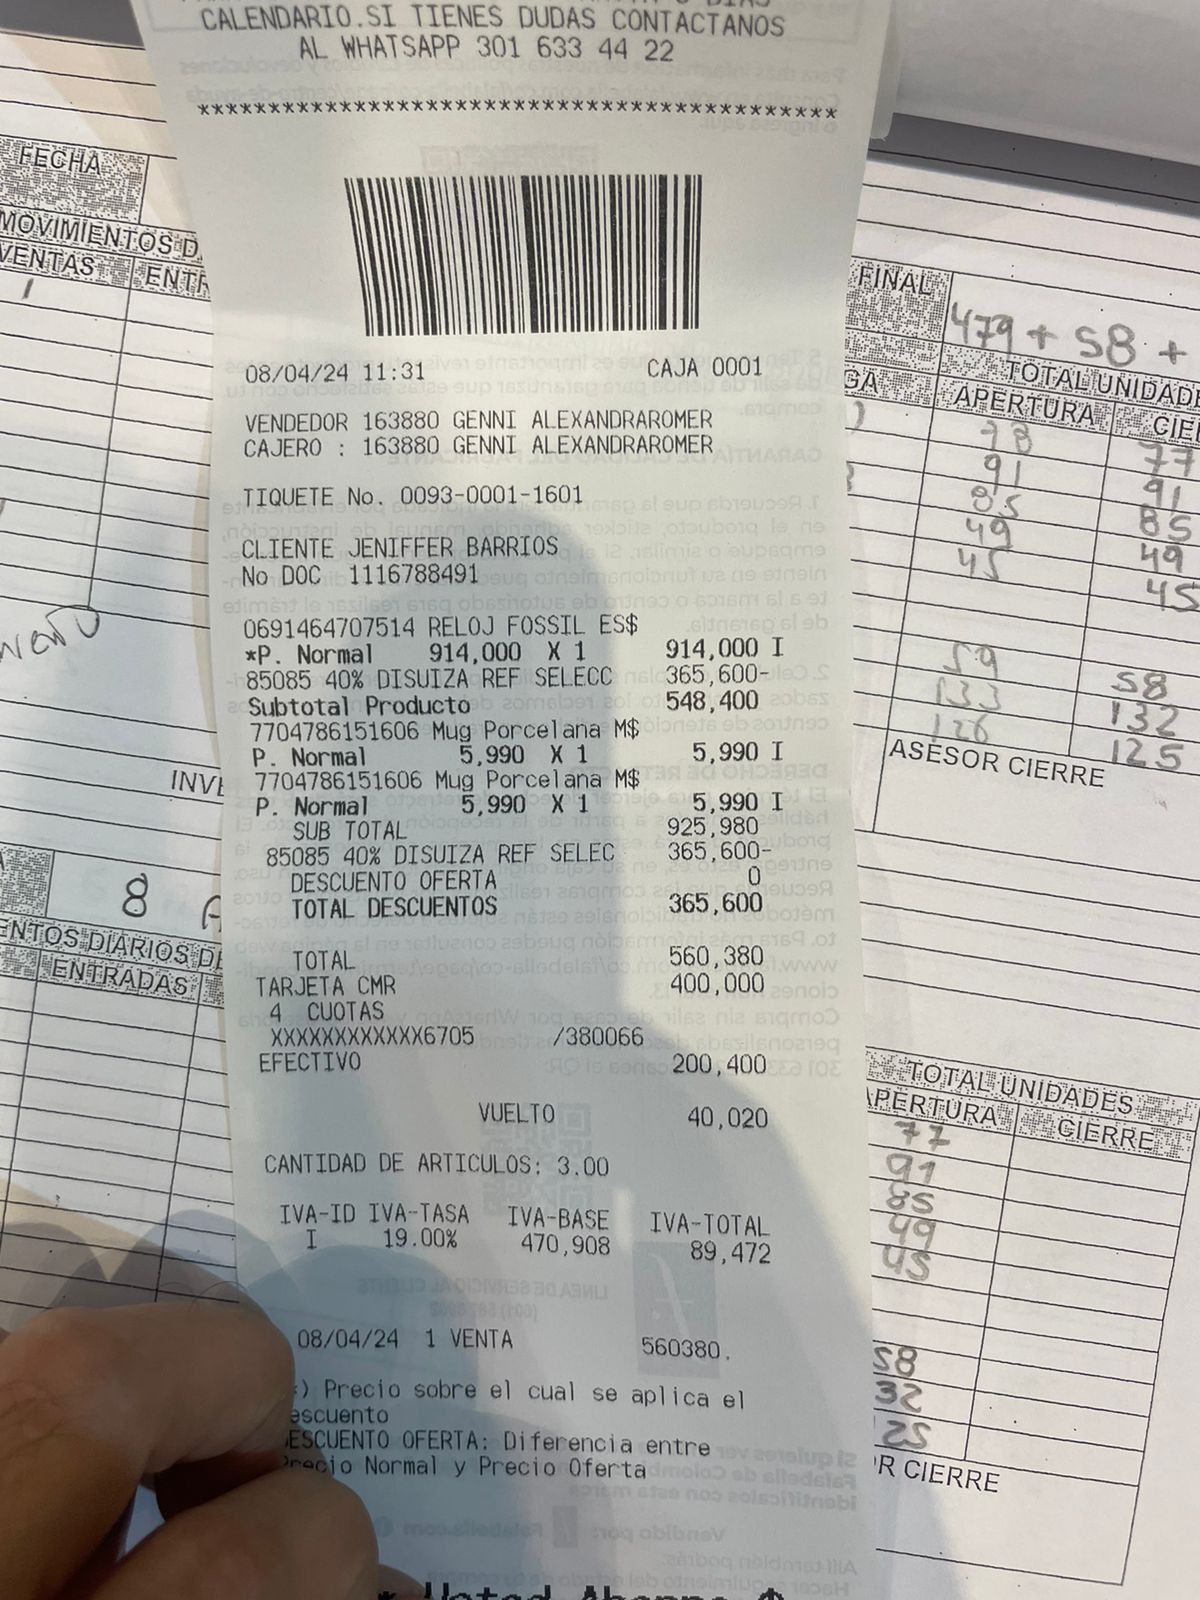 CALENDARIO.SI TIENES DUDAS CONTACTANOS
AL WHATSAPP 301 633 44 22
******************************************
08/04/24 11:31 CAJA 0001
VENDEDOR 163880 GENNI ALEXANDRAROMER
CAJERO : 163880 GENNI ALEXANDRAROMER
TIQUETE No. 0093-0001-1601
CLIENTE JENIFFER BARRIOS
No DOC 1116788491
0691464707514 RELOJ FOSSIL ES$
*P. Normal 914,000 X 1 914,000 I
85085 40% DISUIZA REF SELECC 365,600-
Subtotal Producto 548,400
7704786151606 Mug Porcelana M$
P. Normal 5,990 X 1 5,990 I
7704786151606 Mug Porcelana M$
P. Normal 5,990 X 1 5,990 I
SUB TOTAL 925,980
85085 40% DISUIZA REF SELEC 365,600-
DESCUENTO OFERTA 0
TOTAL DESCUENTOS 365,600
TOTAL 560,380
TARJETA CMR 400,000
4 CUOTAS
XXXXXXXXXXXX6705 /380066
EFECTIVO 200,400
VUELTO 40,020
CANTIDAD DE ARTICULOS: 3.00
IVA-ID IVA-TASA IVA-BASE IVA-TOTAL
I 19.00% 470,908 89,472
08/04/24 1 VENTA 560380.
) Precio sobre el cual se aplica el
escuento
ESCUENTO OFERTA: Diferencia entre
Precio Normal y Precio Oferta
FECHA
MOVIMIENTOS D
VENTAS ENTR
1
INVE
8 A
NTOS DIARIOS DE
ENTRADAS
FINAL 479 + 58 +
TOTAL UNIDADE
GA APERTURA CIE
78 77
91 91
85 85
49 49
45 45
59 58
133 132
126 125
ASESOR CIERRE
TOTAL UNIDADES
APERTURA CIERRE
77
91
85
49
45
58
32
25
R CIERRE